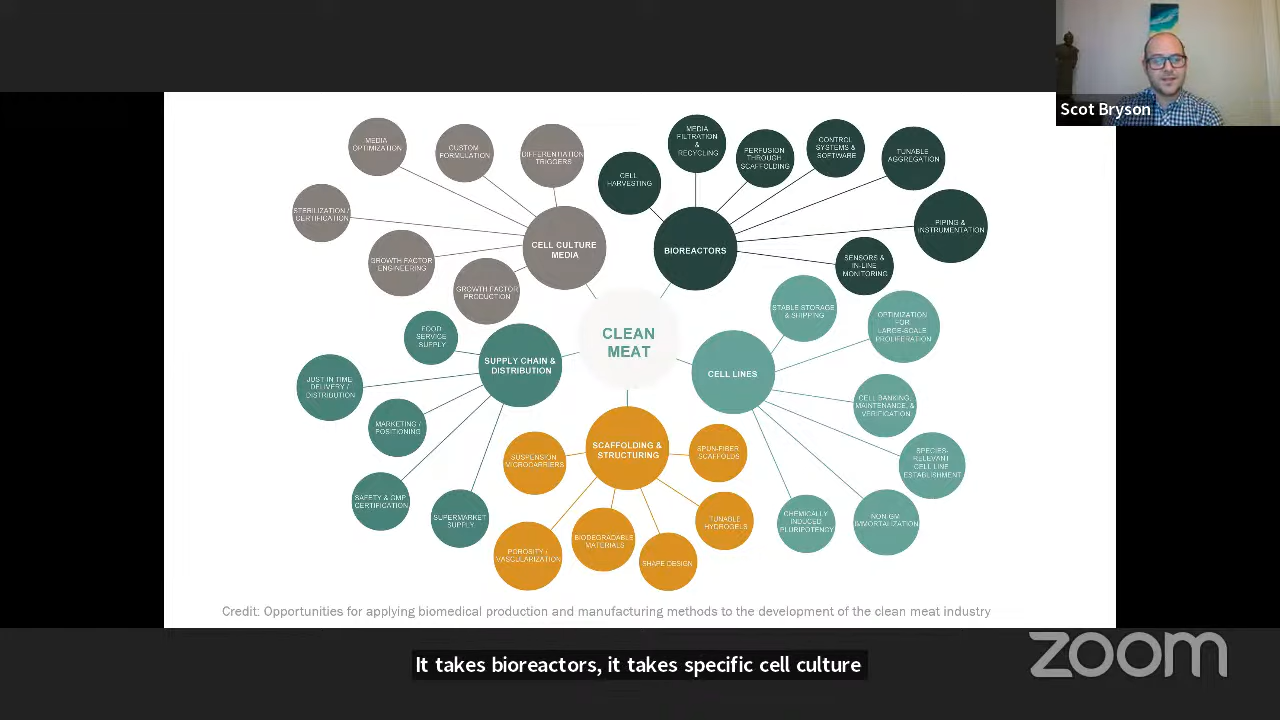 Scot Bryson
MEDIA
OPTIMIZATION
CUSTOM
FORMULATION
DIFFERENTIATION
TRIGGERS
STERILIZATION /
CERTIFICATION
GROWTH FACTOR
ENGINEERING
GROWTH FACTOR
PRODUCTION
CELL CULTURE
MEDIA
CELL
HARVESTING
MEDIA
FILTRATION
&
RECYCLING
PERFUSION
THROUGH
SCAFFOLDING
CONTROL
SYSTEMS &
SOFTWARE
TUNABLE
AGGREGATION
PIPING &
INSTRUMENTATION
SENSORS &
IN-LINE
MONITORING
BIOREACTORS
CLEAN
MEAT
FOOD
SERVICE
SUPPLY
JUST IN TIME
DELIVERY /
DISTRIBUTION
MARKETING /
POSITIONING
SAFETY & GMP
CERTIFICATION
SUPERMARKET
SUPPLY
SUPPLY CHAIN &
DISTRIBUTION
STABLE STORAGE
& SHIPPING
OPTIMIZATION
FOR
LARGE-SCALE
PROLIFERATION
CELL BANKING,
MAINTENANCE, &
VERIFICATION
SPECIES-
RELEVANT
CELL LINE
ESTABLISHMENT
NON-GM
IMMORTALIZATION
CHEMICALLY
INDUCED
PLURIPOTENCY
CELL LINES
SCAFFOLDING &
STRUCTURING
SUSPENSION
MICROCARRIERS
SPUN-FIBER
SCAFFOLDS
POROSITY /
VASCULARIZATION
BIODEGRADABLE
MATERIALS
SHAPE DESIGN
TUNABLE
HYDROGELS
Credit: Opportunities for applying biomedical production and manufacturing methods to the development of the clean meat industry
It takes bioreactors, it takes specific cell culture
zoom